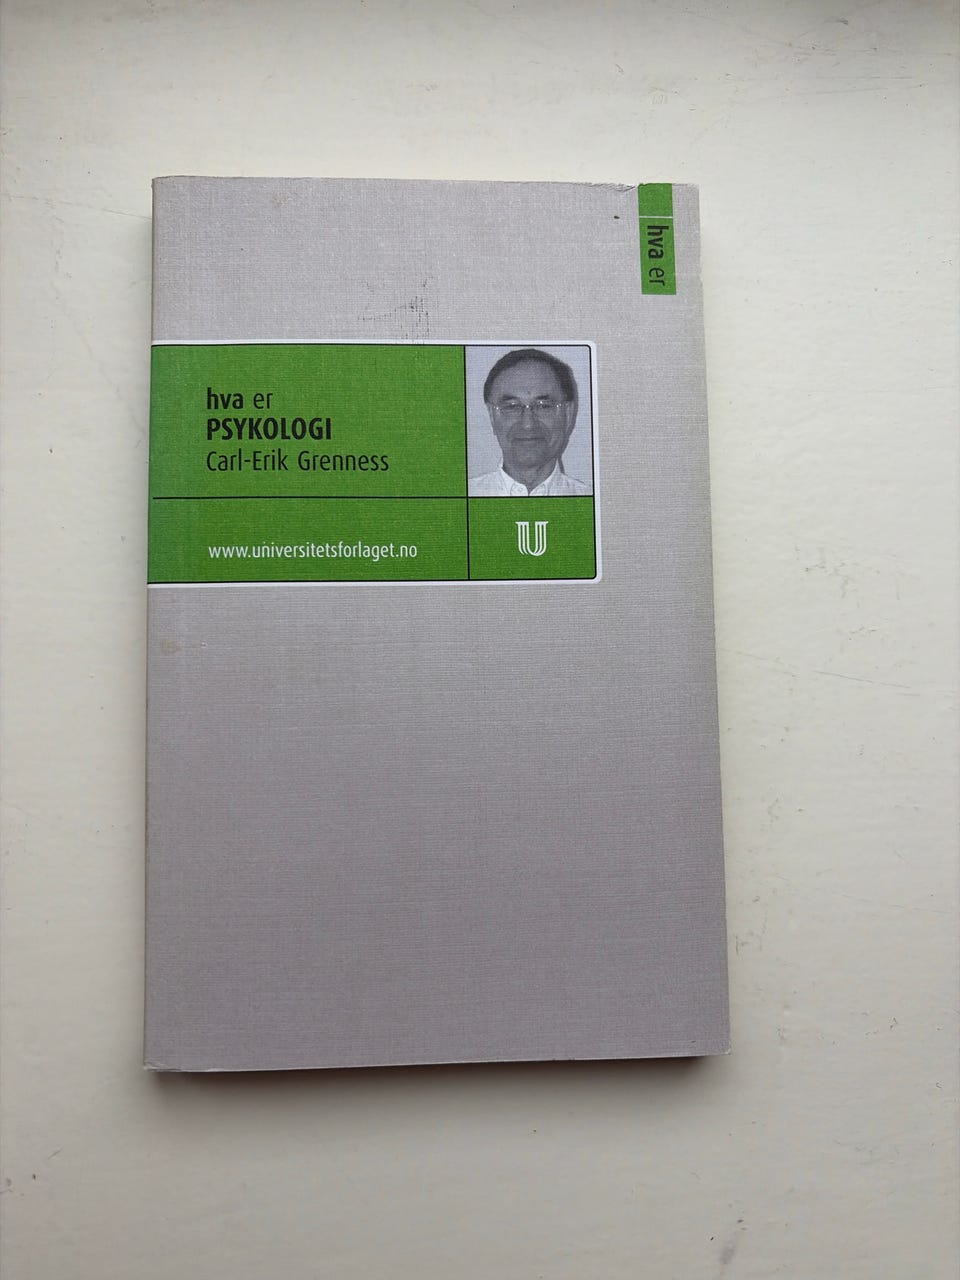 hva er
hva er
PSYKOLOGI
Carl-Erik Grenness
www.universitetsforlaget.no
U